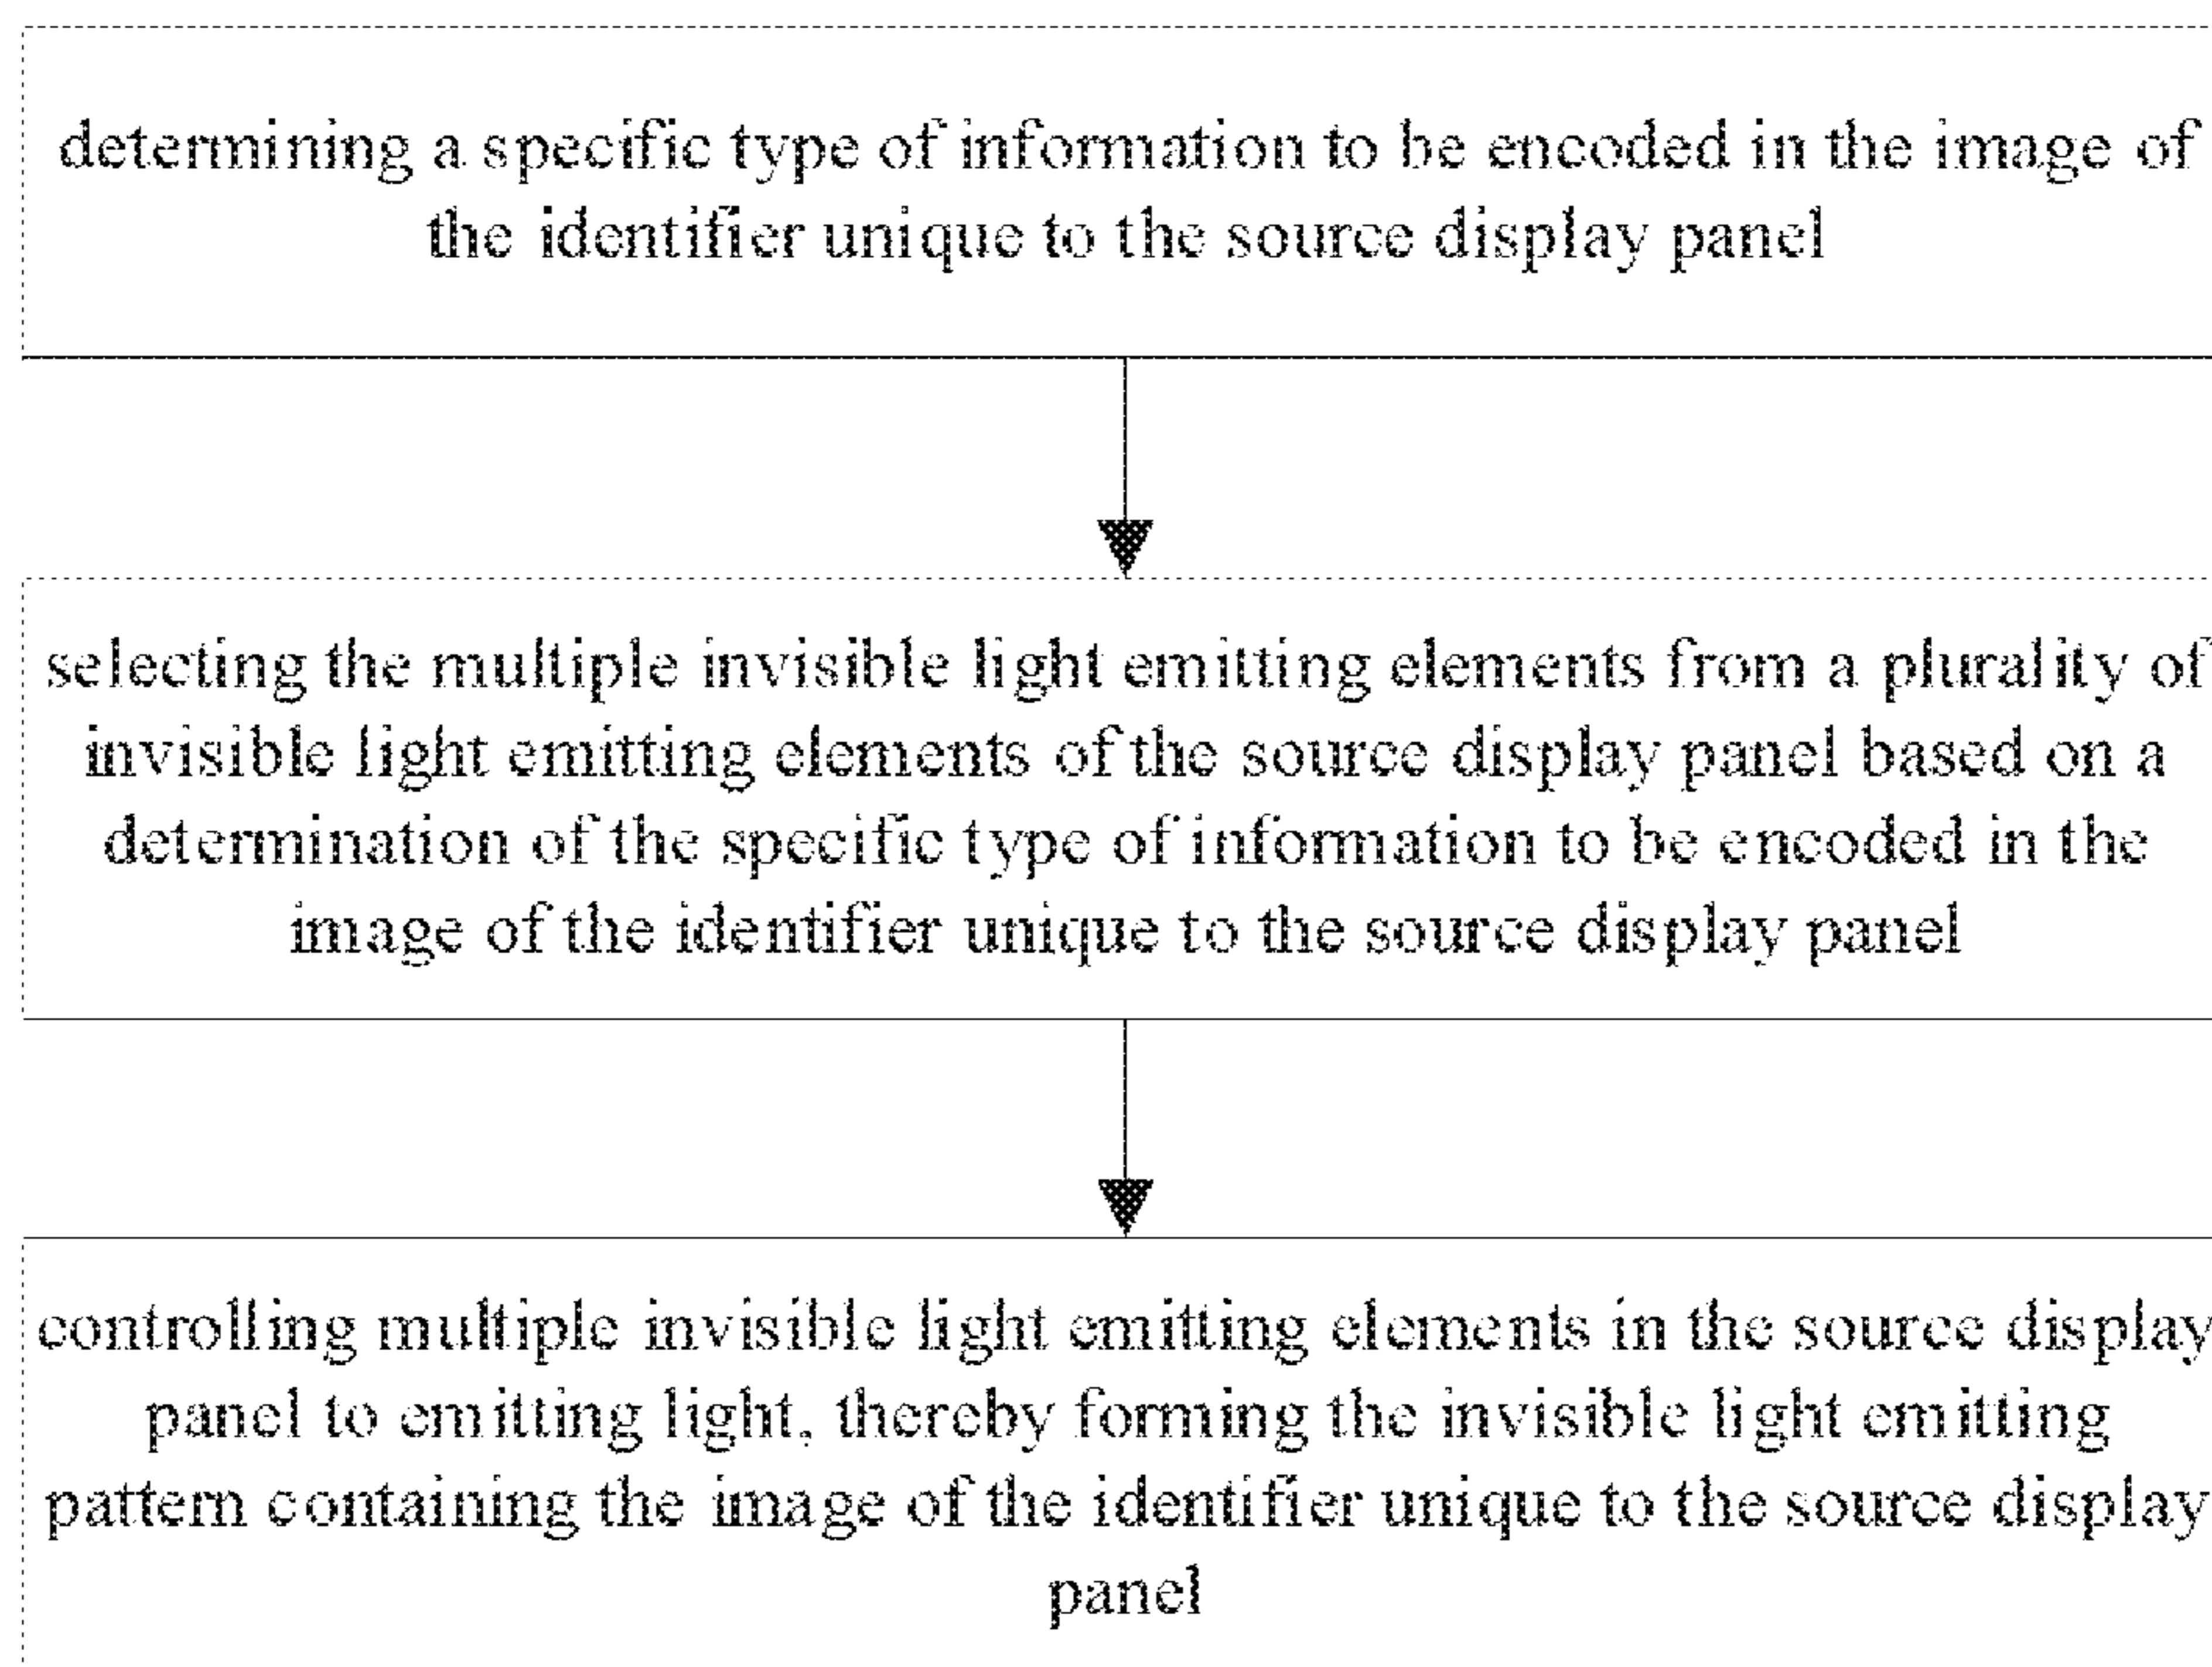 determining a specific type of information to be encoded in the image of
the identifier unique to the source display panel
selecting the multiple invisible light emitting elements from a plurality of
invisible light emitting elements of the source display panel based on a
determination of the specific type of information to be encoded in the
image of the identifier unique to the source display panel
controlling multiple invisible light emitting elements in the source display
panel to emitting light, thereby forming the invisible light emitting
pattern containing the image of the identifier unique to the source display
panel